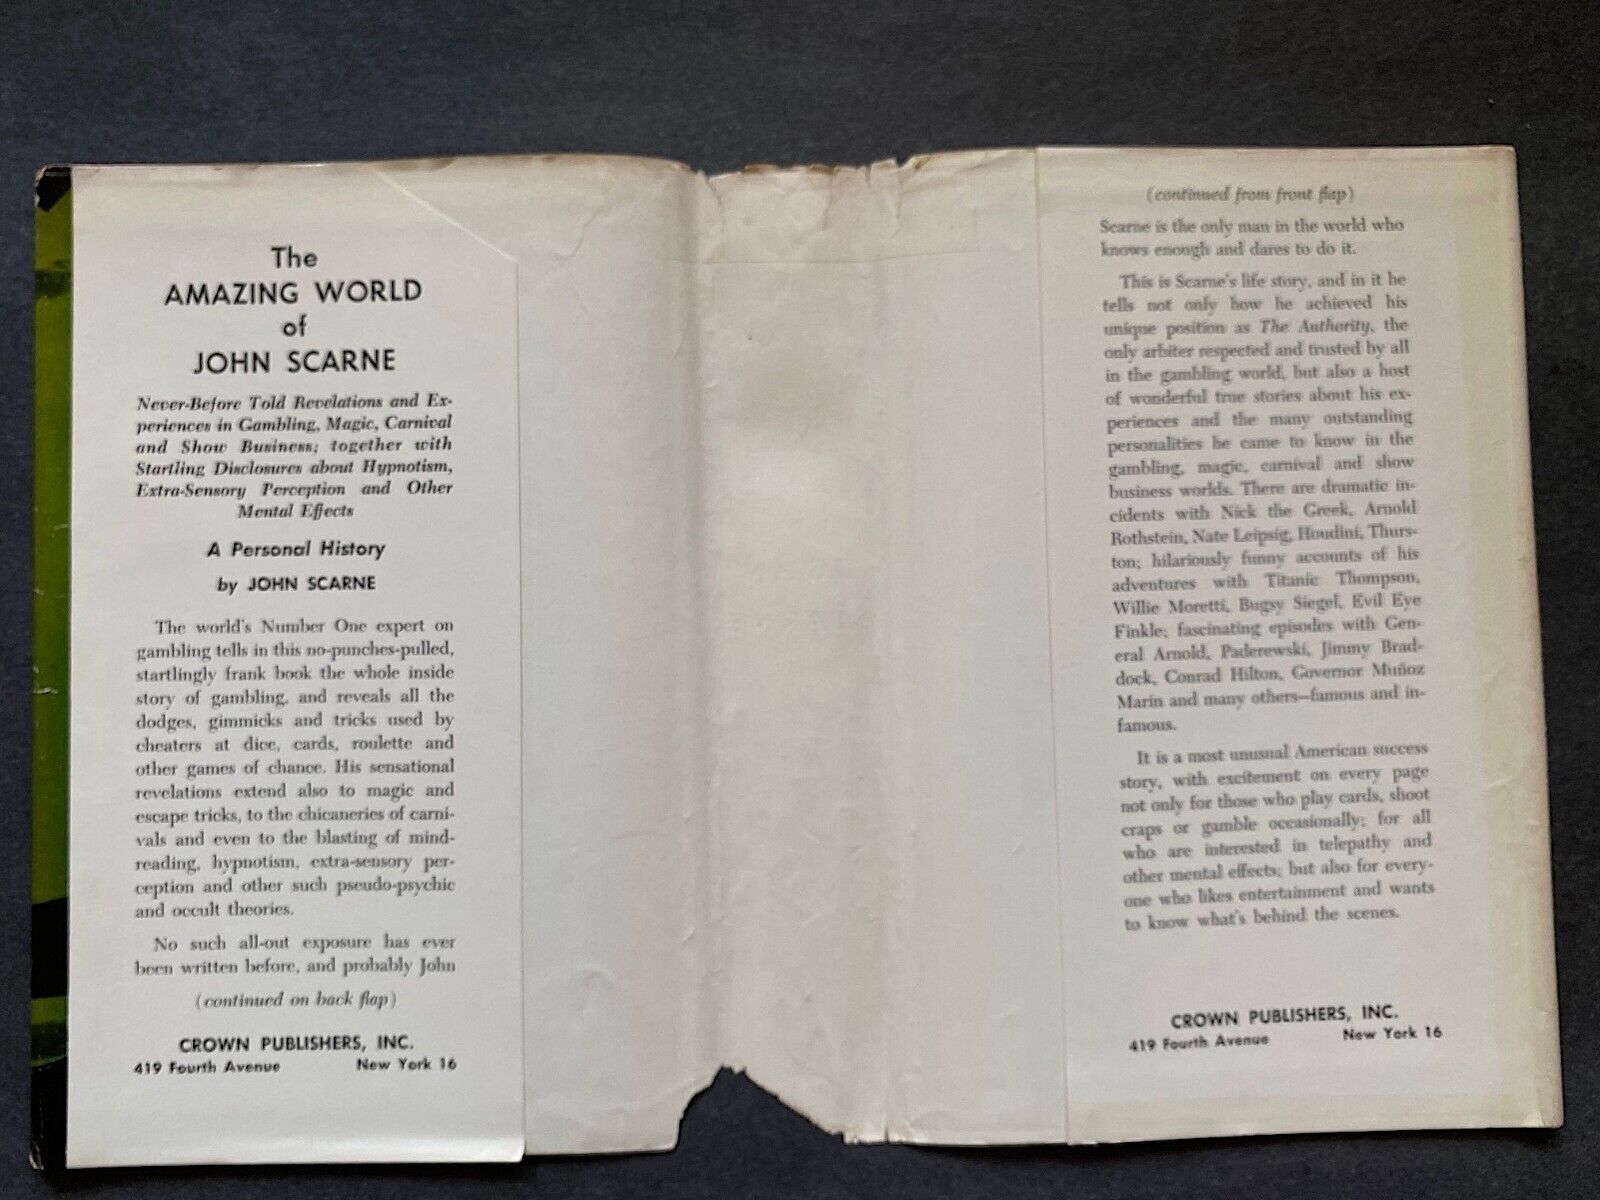 The
AMAZING WORLD
of
JOHN SCARNE
Never-Before Told Revelations and Ex-
periences in Gambling, Magic, Carnival
and Show Business; together with
Startling Disclosures about Hypnotism,
Extra-Sensory Perception and Other
Mental Effects
A Personal History
by JOHN SCARNE
The world's Number One expert on
gambling tells in this no-punches-pulled,
startlingly frank book the whole inside
story of gambling, and reveals all the
dodges, gimmicks and tricks used by
cheaters at dice, cards, roulette and
other games of chance. His sensational
revelations extend also to magic and
escape tricks, to the chicaneries of carni-
vals and even to the blasting of mind-
reading, hypnotism, extra-sensory per-
ception and other such pseudo-psychic
and occult theories.
No such all-out exposure has ever
been written before, and probably John
(continued on back flap)
CROWN PUBLISHERS, INC.
419 Fourth Avenue New York 16
(continued from front flap)
Scarne is the only man in the world who
knows enough and dares to do it.
This is Scarne's life story, and in it he
tells not only how he achieved his
unique position as The Authority, the
only arbiter respected and trusted by all
in the gambling world, but also a host
of wonderful true stories about his ex-
periences and the many outstanding
personalities he came to know in the
gambling, magic, carnival and show
business worlds. There are dramatic in-
cidents with Nick the Greek, Arnold
Rothstein, Nate Leipsig, Houdini, Thurs-
ton; hilariously funny accounts of his
adventures with Titanic Thompson,
Willie Moretti, Bugsy Siegel, Evil Eye
Finkle; fascinating episodes with Gen-
eral Arnold, Paderewski, Jimmy Brad-
dock, Conrad Hilton, Governor Muñoz
Marin and many others—famous and in-
famous.
It is a most unusual American success
story, with excitement on every page
not only for those who play cards, shoot
craps or gamble occasionally; for all
who are interested in telepathy and
other mental effects; but also for every-
one who likes entertainment and wants
to know what's behind the scenes.
CROWN PUBLISHERS, INC.
419 Fourth Avenue New York 16